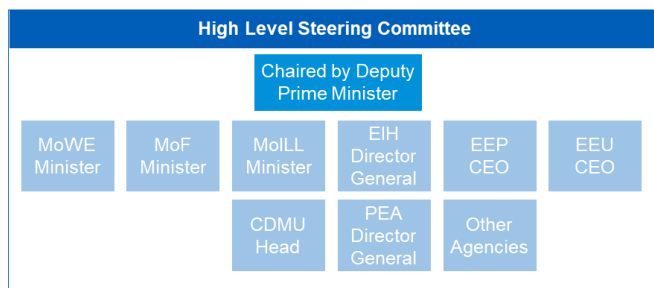 High Level Steering Committee
Chaired by Deputy
Prime Minister
MoWE
Minister
MoF
Minister
MoILL
Minister
EIH
Director
General
EEP
CEO
EEU
CEO
CDMU
Head
PEA
Director
General
Other
Agencies